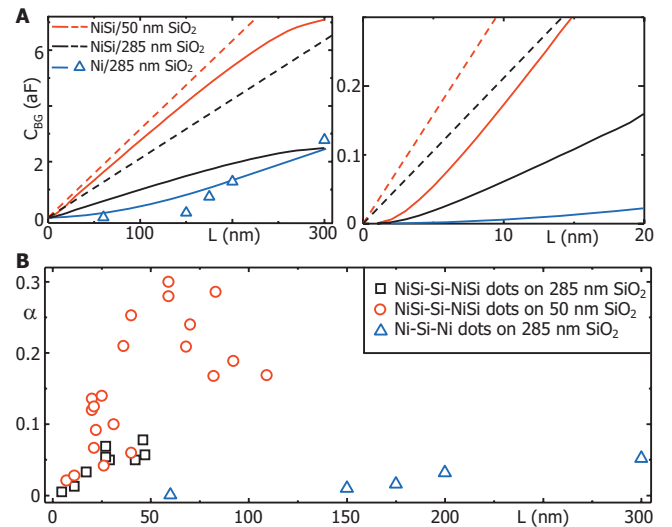 A
NiSi/50 nm SiO₂
NiSi/285 nm SiO₂
Ni/285 nm SiO₂
C_BG (aF)
6
4
2
0
0 100 200 300
L (nm)
0.2
0.1
0
0 10 20
L (nm)
B
α
0.3
0.1
0
0 50 100 150 200 250 300
L (nm)
NiSi-Si-NiSi dots on 285 nm SiO₂
NiSi-Si-NiSi dots on 50 nm SiO₂
Ni-Si-Ni dots on 285 nm SiO₂